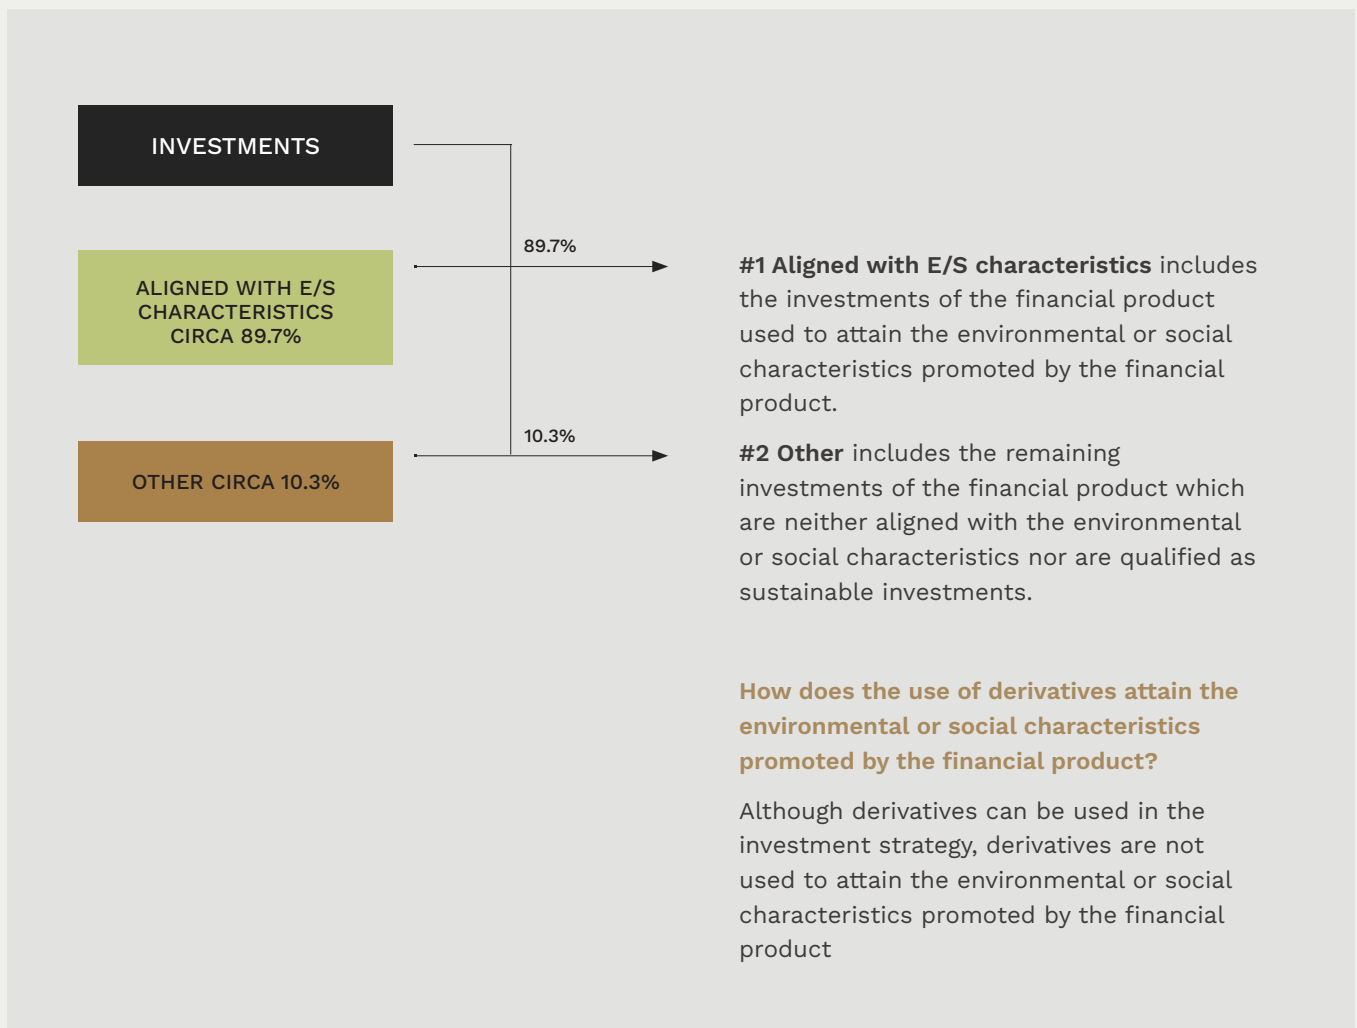 INVESTMENTS
89.7%
ALIGNED WITH E/S
CHARACTERISTICS
CIRCA 89.7%
10.3%
OTHER CIRCA 10.3%
#1 Aligned with E/S characteristics includes
the investments of the financial product
used to attain the environmental or social
characteristics promoted by the financial
product.
#2 Other includes the remaining
investments of the financial product which
are neither aligned with the environmental
or social characteristics nor are qualified as
sustainable investments.
How does the use of derivatives attain the
environmental or social characteristics
promoted by the financial product?
Although derivatives can be used in the
investment strategy, derivatives are not
used to attain the environmental or social
characteristics promoted by the financial
product